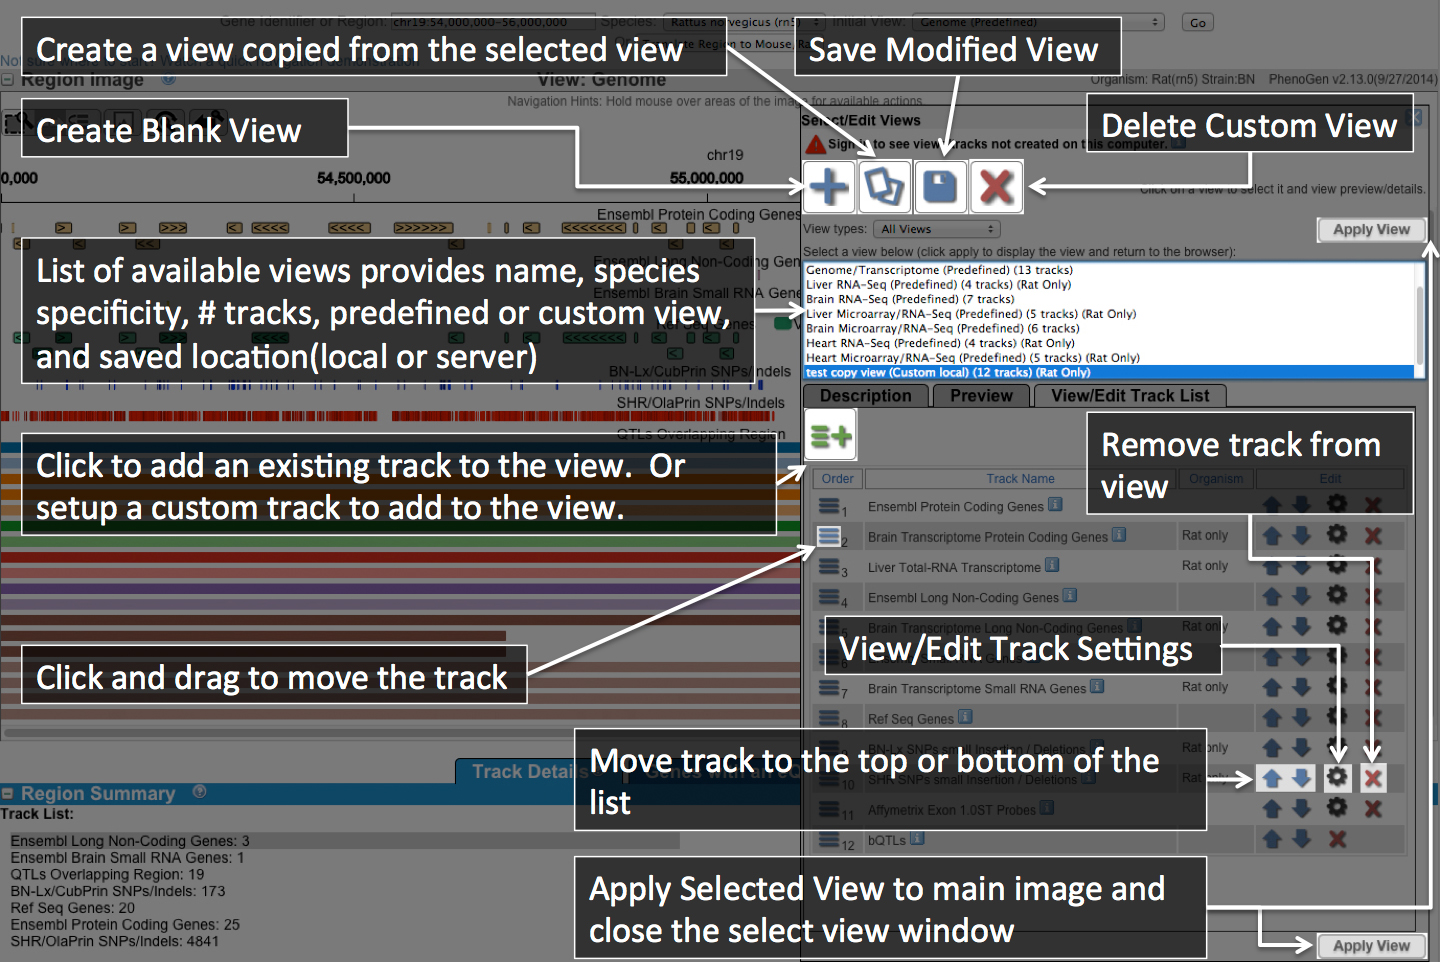 Gene Identifier or Region: chr19:54,000,000-56,000,000 Species: Rattus norvegicus (rn5) Initial View: Genome (Predefined) Go
Create a view copied from the selected view
Save Modified View
Region Image
View: Genome
Organism: Rat(rn5) Strain:BN PhenoGen v2.13.0(9/27/2014)
Navigation Hints: Hold mouse over areas of the image for available actions.
Create Blank View
Select/Edit Views
Delete Custom View
Sign in to see views/tracks not created on this computer.
chr19
0,000 54,500,000 55,000,000
Click on a view to select it and view preview/details.
Ensembl Protein Coding Genes
View types: All Views
Apply View
Select a view below (click apply to display the view and return to the browser):
List of available views provides name, species
specificity, # tracks, predefined or custom view,
and saved location(local or server)
Genome/Transcriptome (Predefined) (13 tracks)
Liver RNA-Seq (Predefined) (4 tracks) (Rat Only)
Brain RNA-Seq (Predefined) (7 tracks)
Liver Microarray/RNA-Seq (Predefined) (5 tracks) (Rat Only)
Brain Microarray/RNA-Seq (Predefined) (6 tracks)
Heart RNA-Seq (Predefined) (4 tracks) (Rat Only)
Heart Microarray/RNA-Seq (Predefined) (5 tracks) (Rat Only)
test copy view (Custom local) (12 tracks) (Rat Only)
BN-Lx/CubPrin SNPs/Indels
SHR/OlaPrin SNPs/Indels
QTLs Overlapping Region
Description Preview View/Edit Track List
Click to add an existing track to the view. Or
setup a custom track to add to the view.
Remove track from
view
Order Track Name Organism Edit
1 Ensembl Protein Coding Genes
2 Brain Transcriptome Protein Coding Genes Rat only
3 Liver Total-RNA Transcriptome Rat only
4 Ensembl Long Non-Coding Genes
5 Brain Transcriptome Long Non-Coding Genes
6
View/Edit Track Settings
Click and drag to move the track
7 Brain Transcriptome Small RNA Genes Rat only
8 Ref Seq Genes
9 BN-Lx SNPs small Insertion / Deletions Rat only
Move track to the top or bottom of the
list
10 SHR SNPs small Insertion / Deletions
11 Affymetrix Exon 1.0ST Probes
12 bQTLs
Track Details
Region Summary
Track List:
Ensembl Long Non-Coding Genes: 3
Ensembl Brain Small RNA Genes: 1
QTLs Overlapping Region: 19
BN-Lx/CubPrin SNPs/Indels: 173
Ref Seq Genes: 20
Ensembl Protein Coding Genes: 25
SHR/OlaPrin SNPs/Indels: 4841
Apply Selected View to main image and
close the select view window
Apply View